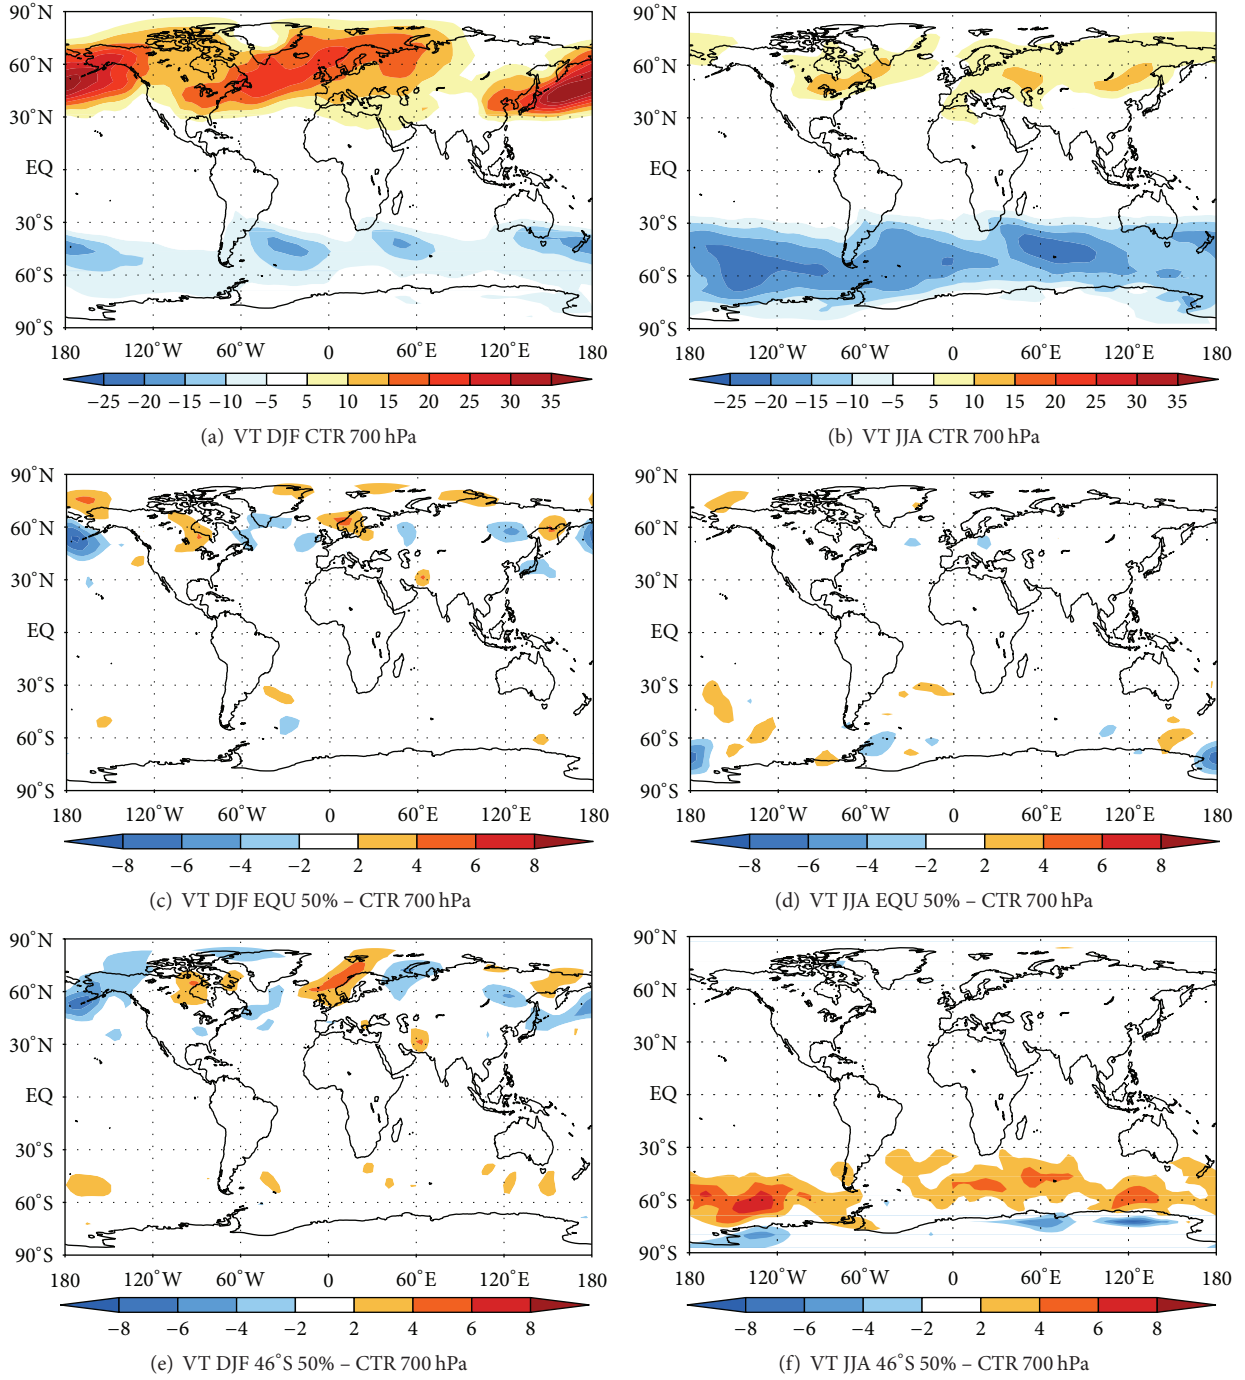 90°N 90°N
60°N 60°N
30°N 30°N
EQ EQ
30°S 30°S
60°S 60°S
90°S 90°S
180 120°W 60°W 0 60°E 120°E 180 180 120°W 60°W 0 60°E 120°E 180
−25 −20 −15 −10 −5 5 10 15 20 25 30 35 −25 −20 −15 −10 −5 5 10 15 20 25 30 35
(a) VT DJF CTR 700 hPa (b) VT JJA CTR 700 hPa
90°N 90°N
60°N 60°N
30°N 30°N
EQ EQ
30°S 30°S
60°S 60°S
90°S 90°S
180 120°W 60°W 0 60°E 120°E 180 180 120°W 60°W 0 60°E 120°E 180
−8 −6 −4 −2 2 4 6 8 −8 −6 −4 −2 2 4 6 8
(c) VT DJF EQU 50% – CTR 700 hPa (d) VT JJA EQU 50% – CTR 700 hPa
90°N 90°N
60°N 60°N
30°N 30°N
EQ EQ
30°S 30°S
60°S 60°S
90°S 90°S
180 120°W 60°W 0 60°E 120°E 180 180 120°W 60°W 0 60°E 120°E 180
−8 −6 −4 −2 2 4 6 8 −8 −6 −4 −2 2 4 6 8
(e) VT DJF 46°S 50% – CTR 700 hPa (f) VT JJA 46°S 50% – CTR 700 hPa